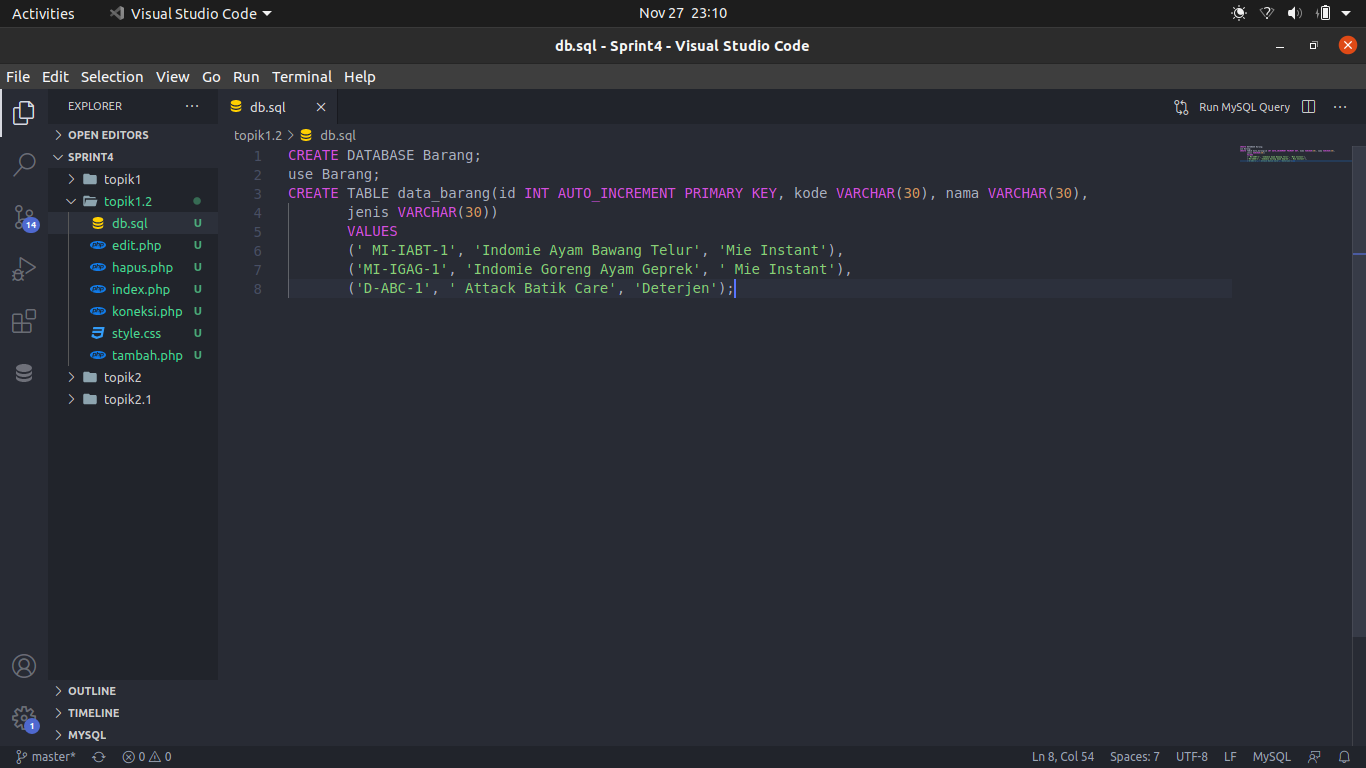 Activities
Visual Studio Code
Nov 27 23:10
db.sql - Sprint4 - Visual Studio Code
File Edit Selection View Go Run Terminal Help
EXPLORER
OPEN EDITORS
SPRINT4
topik1
topik1.2
db.sql U
edit.php U
hapus.php U
index.php U
koneksi.php U
style.css U
tambah.php U
topik2
topik2.1
OUTLINE
TIMELINE
MYSQL
14
1
db.sql
Run MySQL Query
topik1.2 > db.sql
1 CREATE DATABASE Barang;
2 use Barang;
3 CREATE TABLE data_barang(id INT AUTO_INCREMENT PRIMARY KEY, kode VARCHAR(30), nama VARCHAR(30),
4 jenis VARCHAR(30))
5 VALUES
6 (' MI-IABT-1', 'Indomie Ayam Bawang Telur', 'Mie Instant'),
7 ('MI-IGAG-1', 'Indomie Goreng Ayam Geprek', ' Mie Instant'),
8 ('D-ABC-1', ' Attack Batik Care', 'Deterjen');
master* 0 0
Ln 8, Col 54 Spaces: 7 UTF-8 LF MySQL